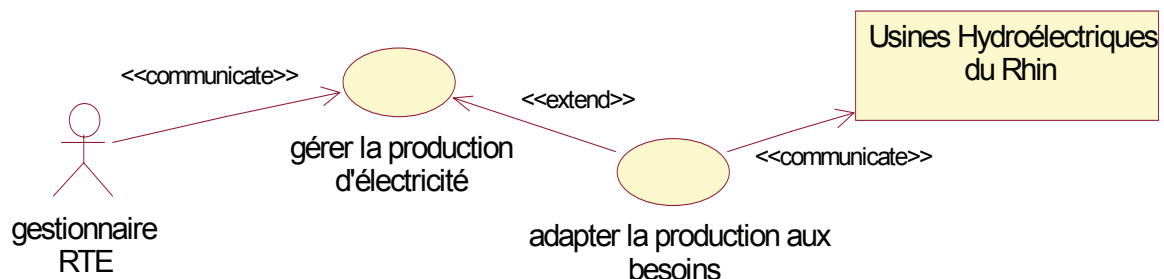 Usines Hydroélectriques
du Rhin
<<communicate>>
<<extend>>
gérer la production
d'électricité
<<communicate>>
gestionnaire
RTE
adapter la production aux
besoins